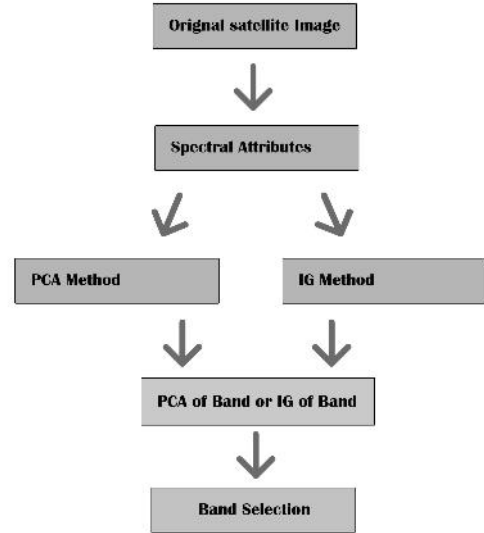 Orignal satellite Image
Spectral Attributes
PCA Method
IG Method
PCA of Band or IG of Band
Band Selection